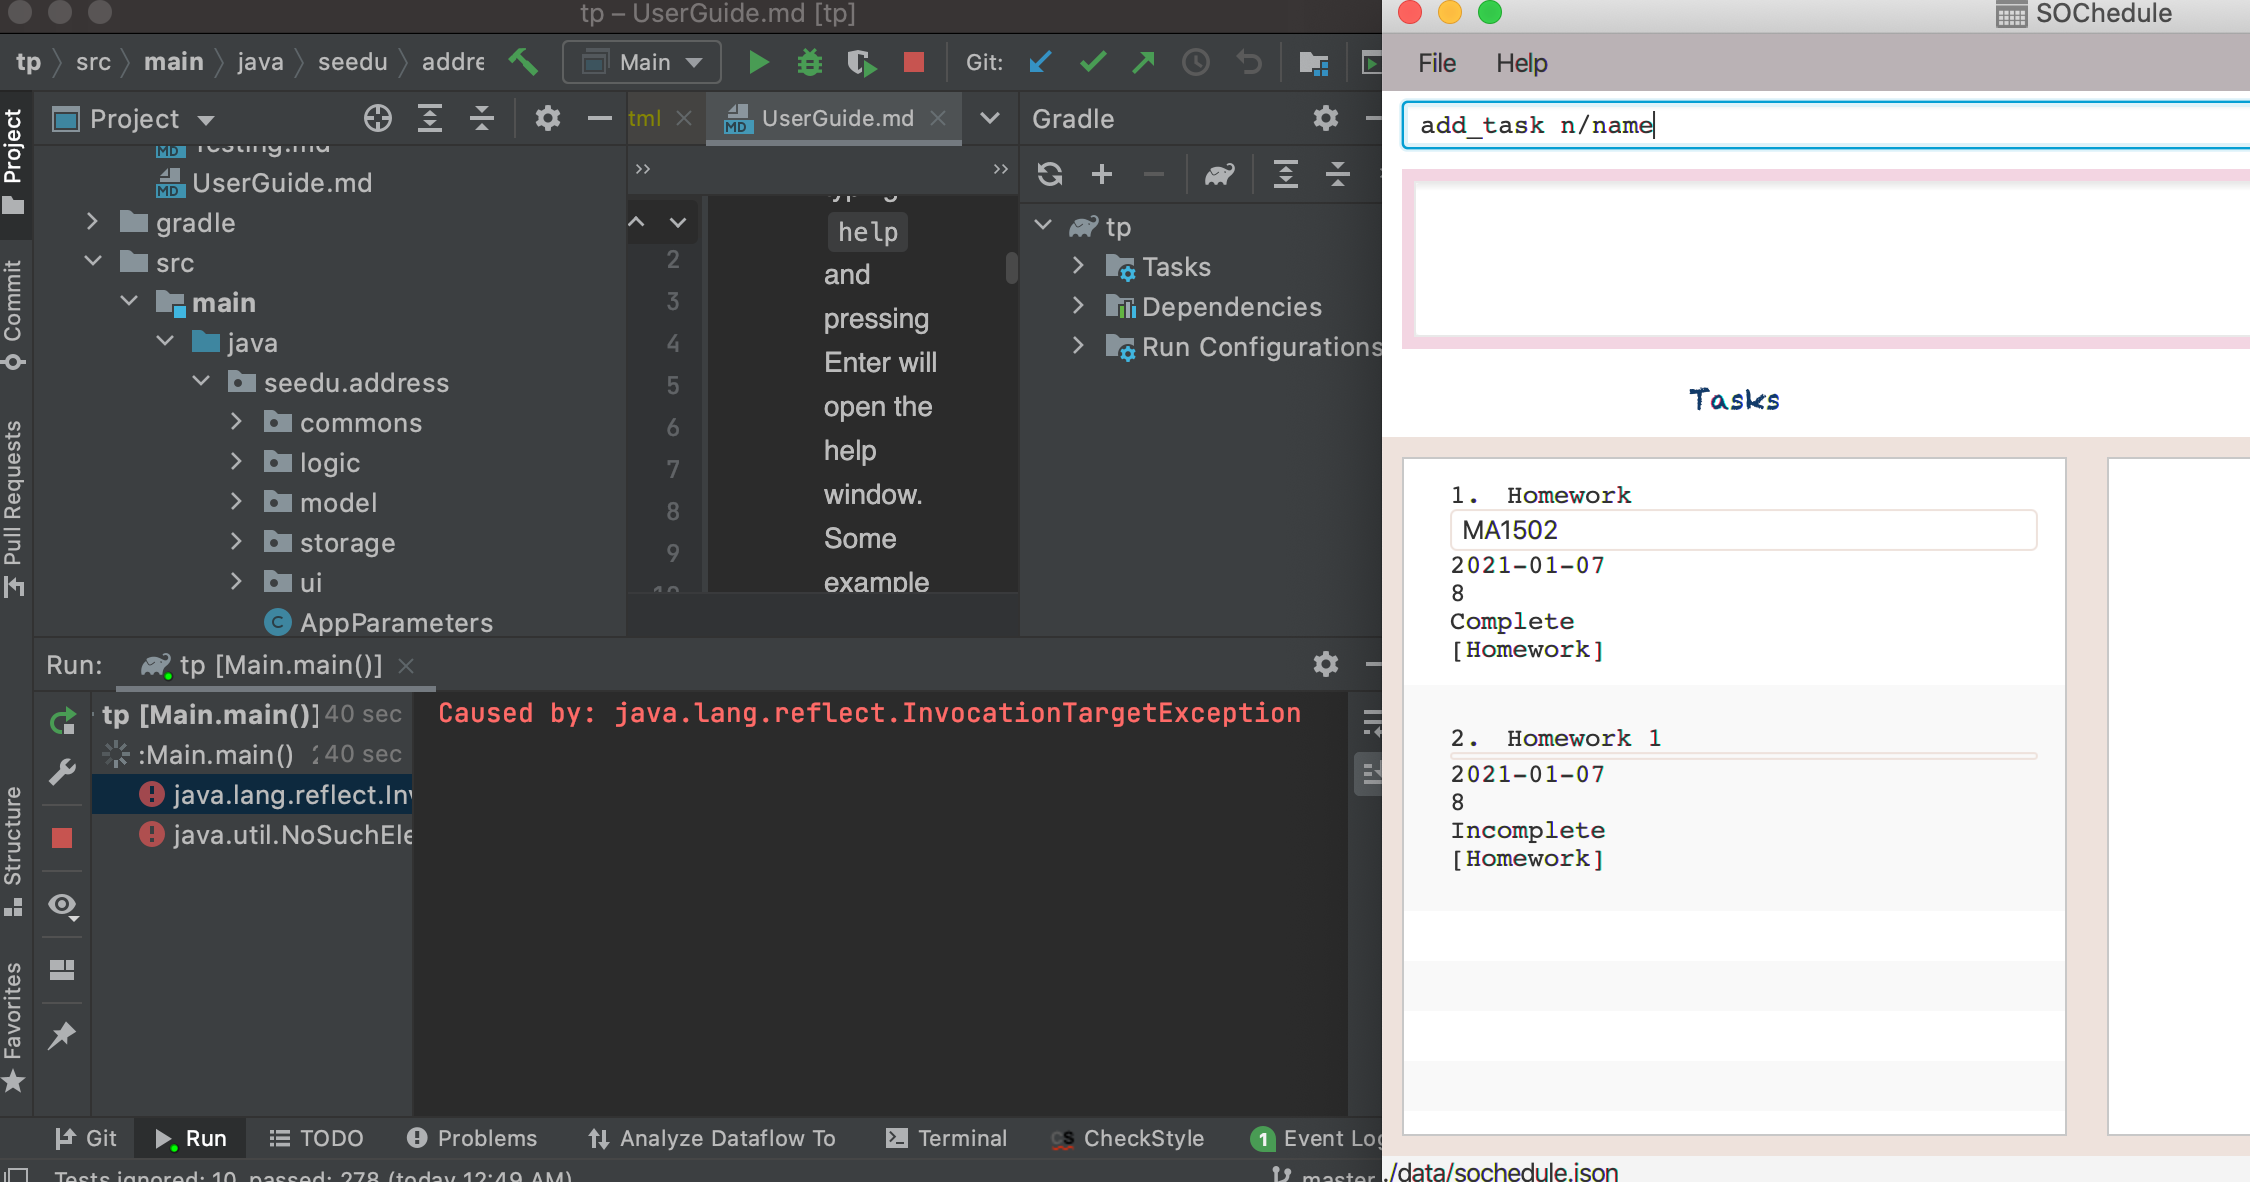 tp – UserGuide.md [tp]
tp src main java seedu addre Main Git:
Project
tml
UserGuide.md
Gradle
Project
Commit
Pull Requests
Structure
Favorites
Testing.md
UserGuide.md
gradle
src
main
java
seedu.address
commons
logic
model
storage
ui
AppParameters
2
3
4
5
6
7
8
9
10
help
and
pressing
Enter will
open the
help
window.
Some
example
tp
Tasks
Dependencies
Run Configurations
Run: tp [Main.main()]
tp [Main.main()] 40 sec
:Main.main() 40 sec
java.lang.reflect.Inv
java.util.NoSuchEle
Caused by: java.lang.reflect.InvocationTargetException
Git Run TODO Problems Analyze Dataflow To Terminal CheckStyle 1 Event Log
Tests ignored: 10, passed: 278 (today 12:49 AM)
master
SOChedule
File Help
add_task n/name
Tasks
1. Homework
MA1502
2021-01-07
8
Complete
[Homework]
2. Homework 1
2021-01-07
8
Incomplete
[Homework]
./data/sochedule.json